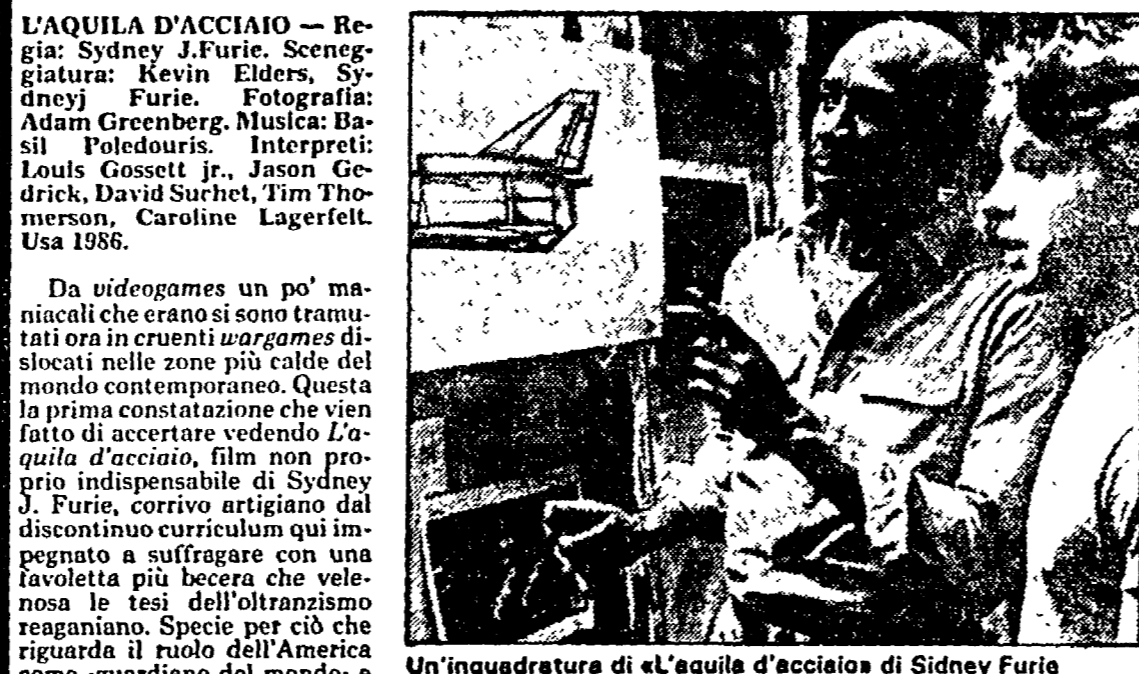 L'AQUILA D'ACCIAIO — Re-
gia: Sydney J.Furie. Sceneg-
giatura: Kevin Elders, Sy-
dneyj Furie. Fotografia:
Adam Greenberg. Musica: Ba-
sil Poledouris. Interpreti:
Louis Gossett jr., Jason Ge-
drick, David Surhet, Tim Tho-
merson, Caroline Lagerfelt.
Usa 1986.
Da videogames un po' ma-
niacali che erano si sono tramu-
tati ora in cruenti wargames di-
slocati nelle zone più calde del
mondo contemporaneo. Questa
la prima constatazione che vien
fatto di accertare vedendo L'a-
quila d'acciaio, film non pro-
prio indispensabile di Sydney
J. Furie, corrivo artigiano dal
discontinuo curriculum qui im-
pegnato a suffragare con una
favoletta più becera che vele-
nosa le tesi dell'oltranzismo
reaganiano. Specie per ciò che
riguarda il ruolo dell'America
come «guardiano del mondo» e
Un'inquadratura di «L'aquila d'acciaio» di Sidney Furie